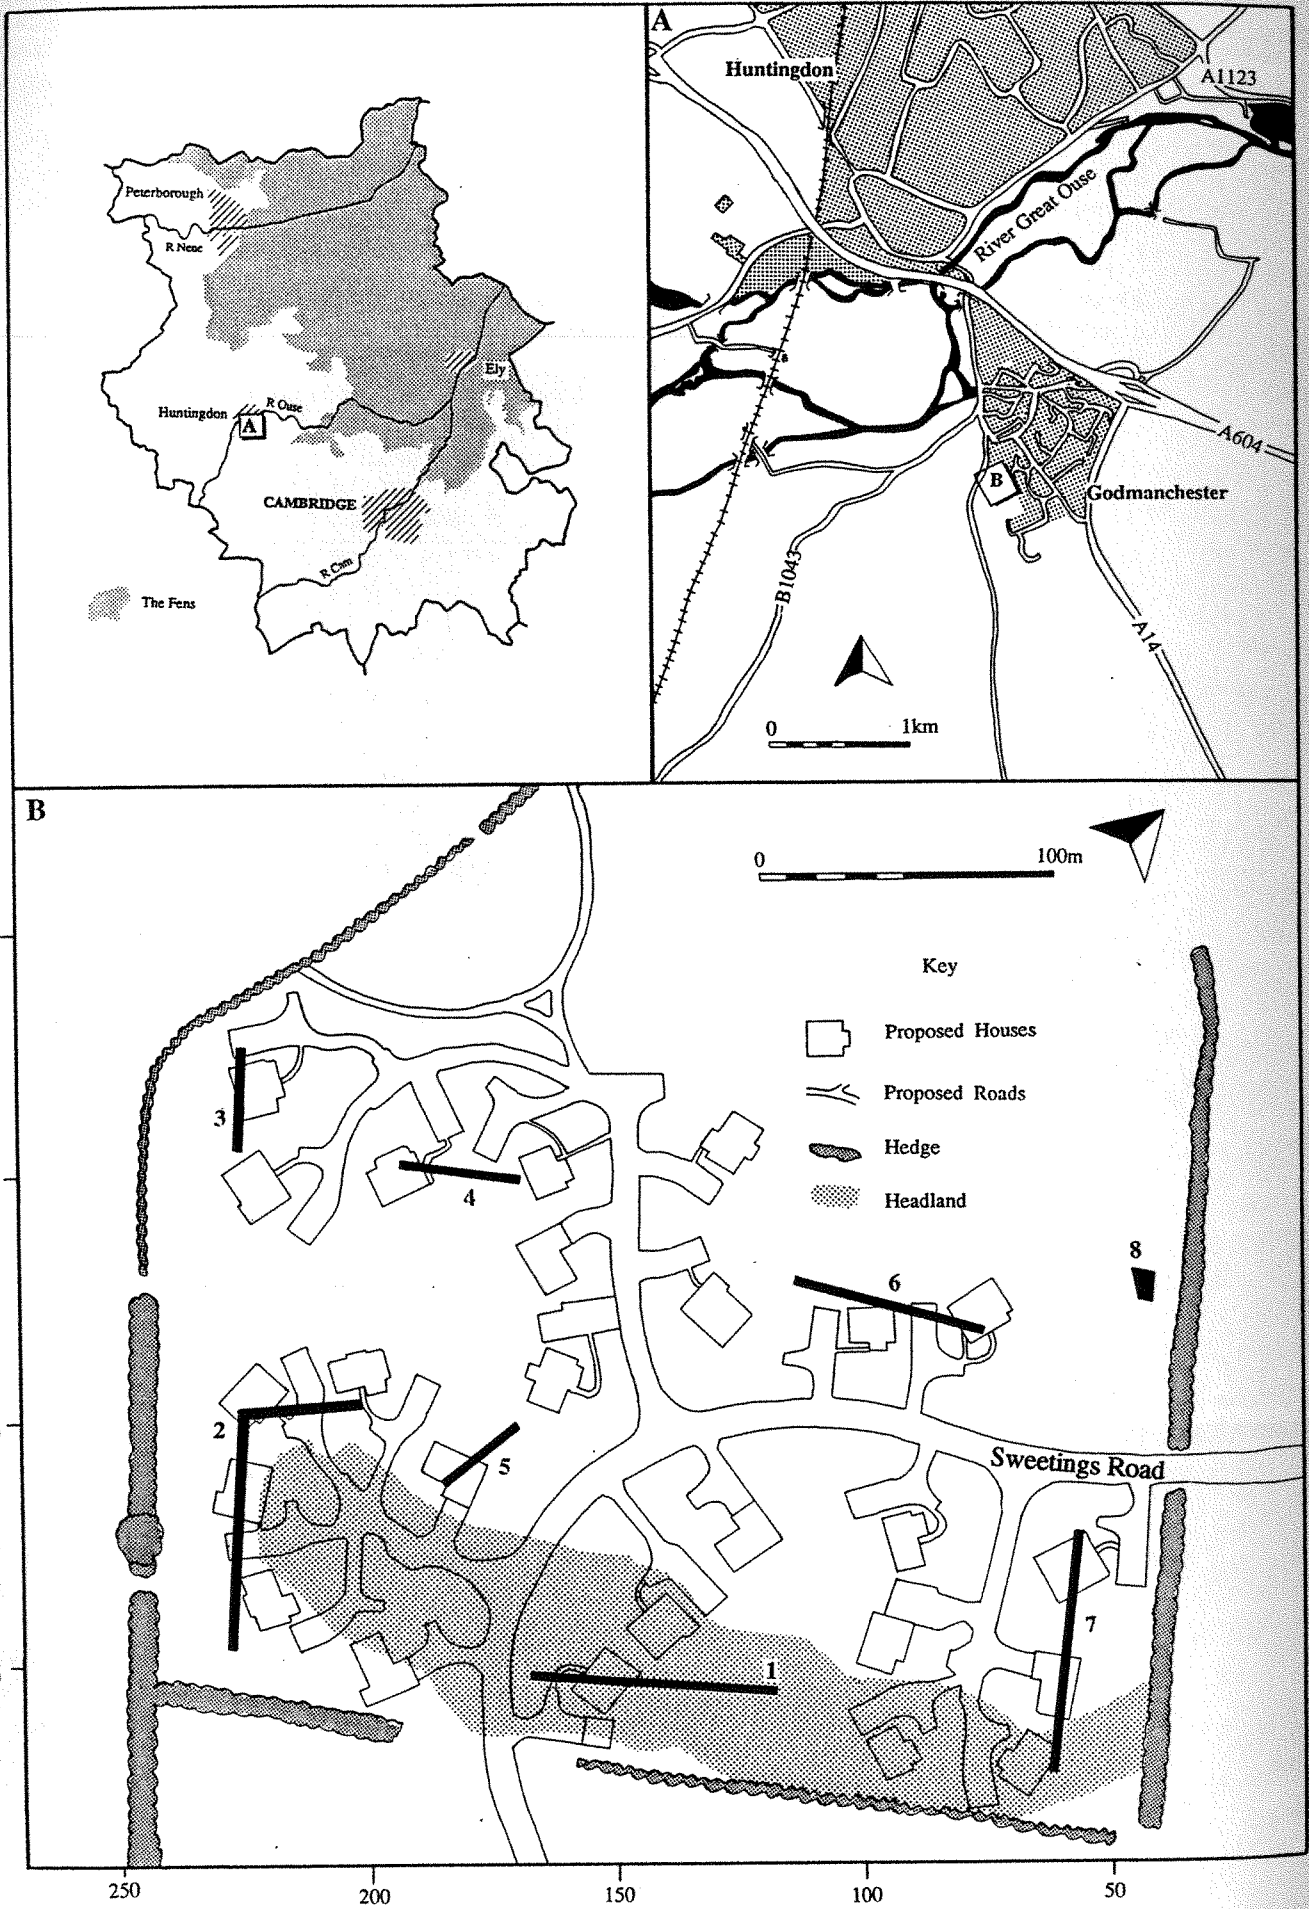 Peterborough
R Nene
Ely
Huntingdon
R Ouse
A
CAMBRIDGE
R Cam
The Fens
A
Huntingdon
A1123
River Great Ouse
A604
B
Godmanchester
B1043
A14
0 1km
B
0 100m
Key
Proposed Houses
Proposed Roads
Hedge
Headland
3
4
8
6
2
5
Sweetings Road
7
1
250 200 150 100 50